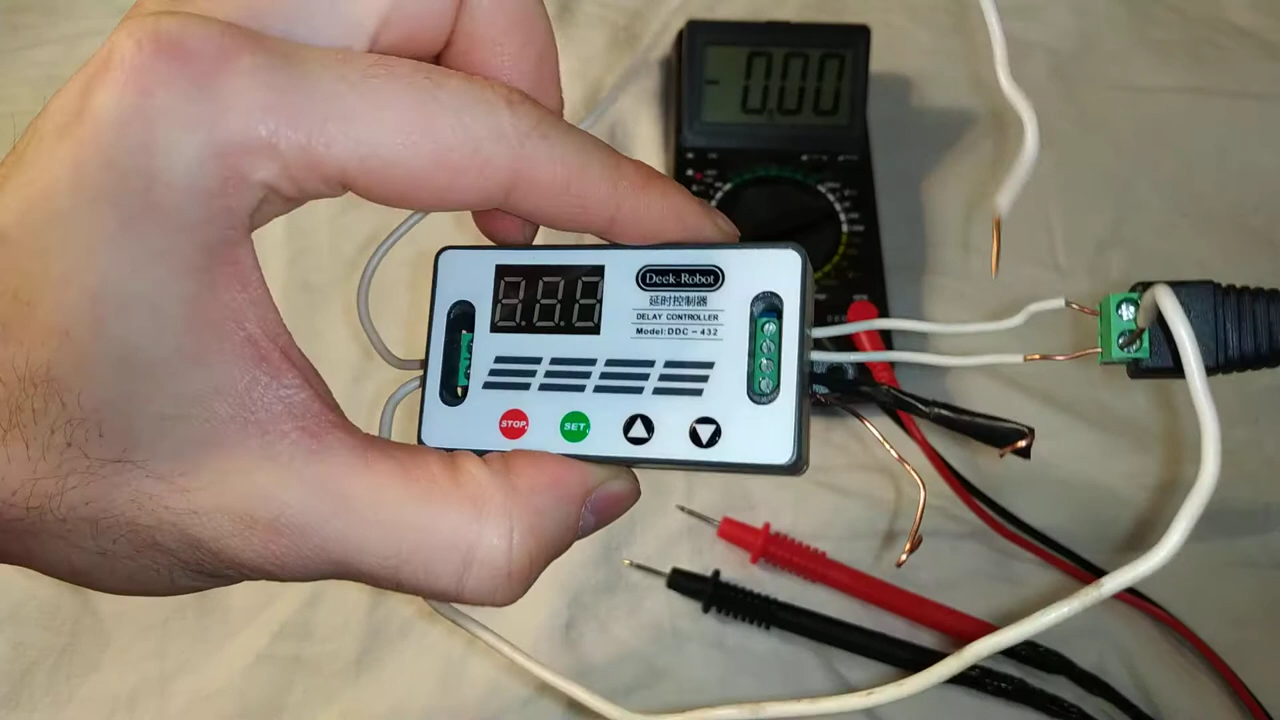 0.00
Deek-Robot
延时控制器
DELAY CONTROLLER
Model:DDC-432
STOP
SET